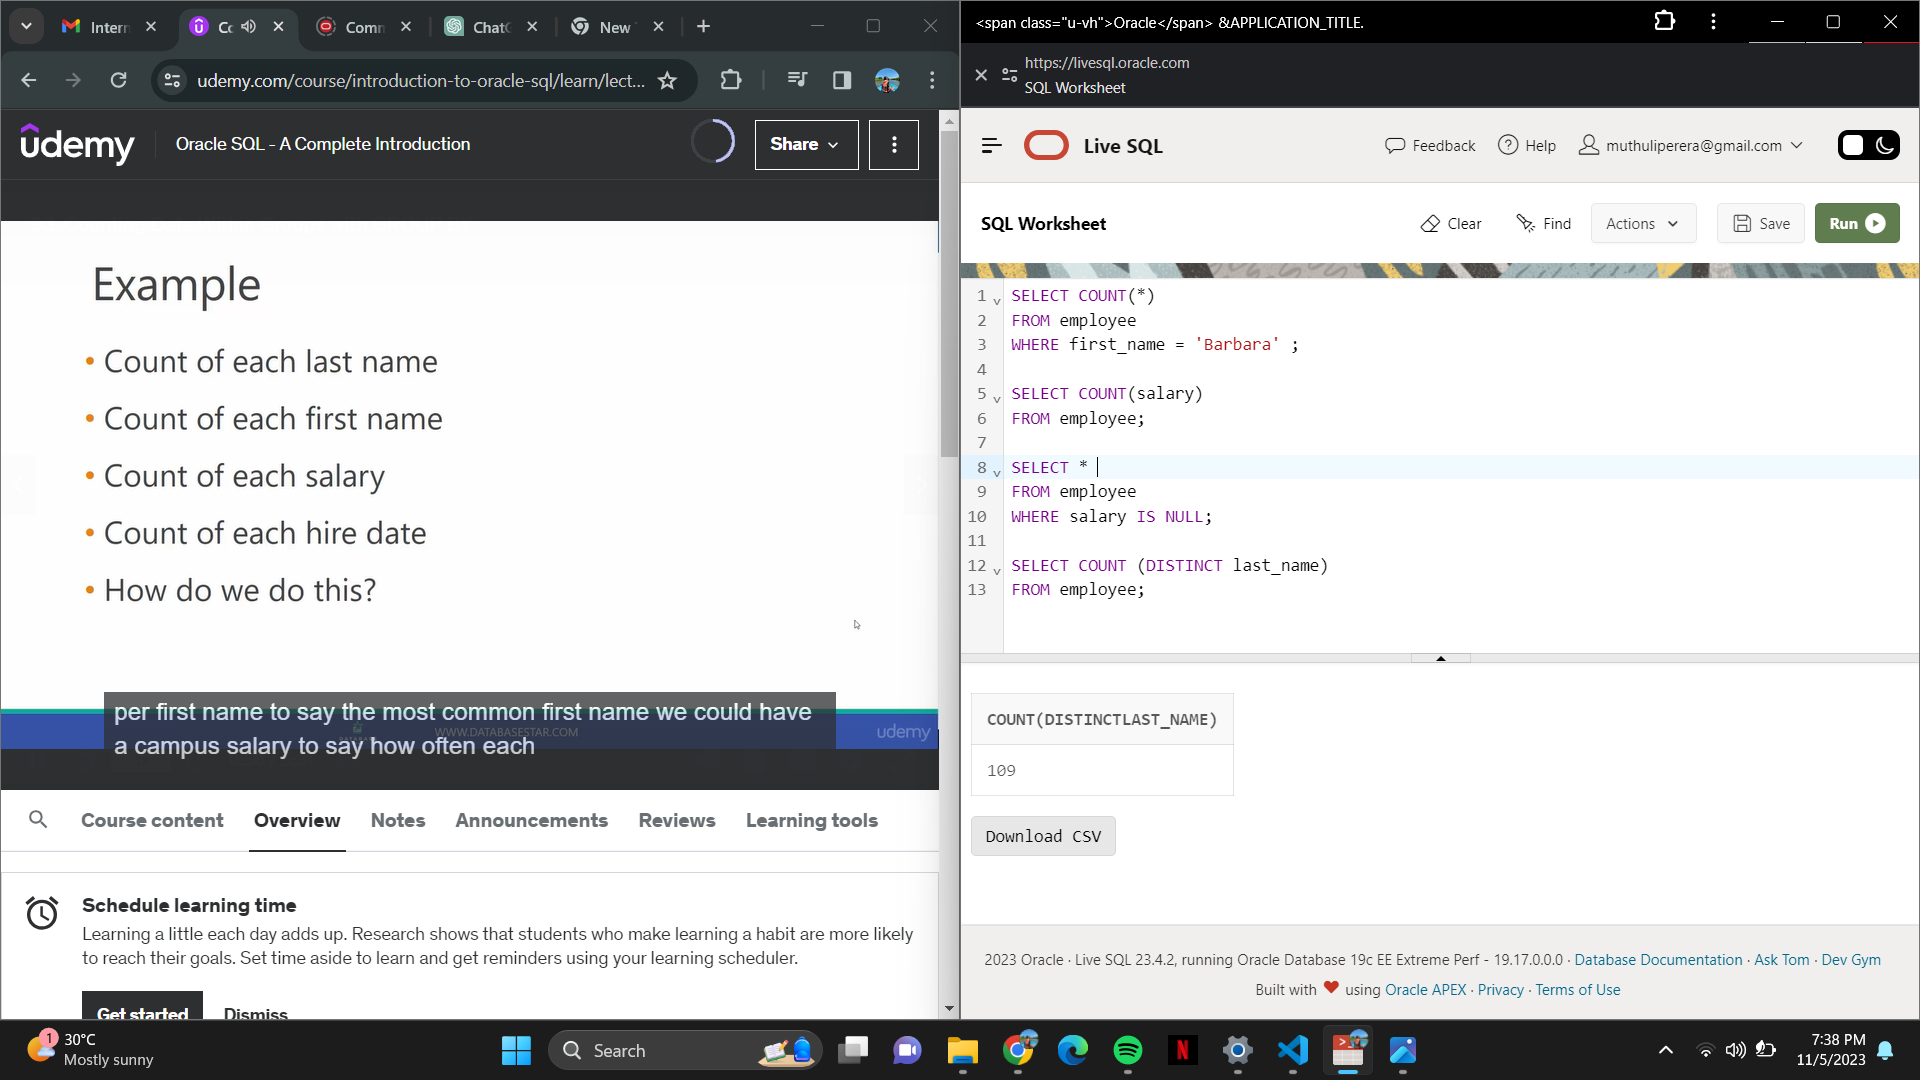 Intern
Co
Comm
ChatG
New
udemy.com/course/introduction-to-oracle-sql/learn/lect...
udemy
Oracle SQL - A Complete Introduction
Share
Example
• Count of each last name
• Count of each first name
• Count of each salary
• Count of each hire date
• How do we do this?
per first name to say the most common first name we could have
a campus salary to say how often each
WWW.DATABASESTAR.COM
udemy
Course content
Overview
Notes
Announcements
Reviews
Learning tools
Schedule learning time
Learning a little each day adds up. Research shows that students who make learning a habit are more likely
to reach their goals. Set time aside to learn and get reminders using your learning scheduler.
Get started
Dismiss
<span class="u-vh">Oracle</span> &APPLICATION_TITLE.
https://livesql.oracle.com
SQL Worksheet
Live SQL
Feedback
Help
muthuliperera@gmail.com
SQL Worksheet
Clear
Find
Actions
Save
Run
1 SELECT COUNT(*)
2 FROM employee
3 WHERE first_name = 'Barbara' ;
4
5 SELECT COUNT(salary)
6 FROM employee;
7
8 SELECT *
9 FROM employee
10 WHERE salary IS NULL;
11
12 SELECT COUNT (DISTINCT last_name)
13 FROM employee;
COUNT(DISTINCTLAST_NAME)
109
Download CSV
2023 Oracle · Live SQL 23.4.2, running Oracle Database 19c EE Extreme Perf - 19.17.0.0.0 · Database Documentation · Ask Tom · Dev Gym
Built with ❤ using Oracle APEX · Privacy · Terms of Use
1
30°C
Mostly sunny
Search
7:38 PM
11/5/2023